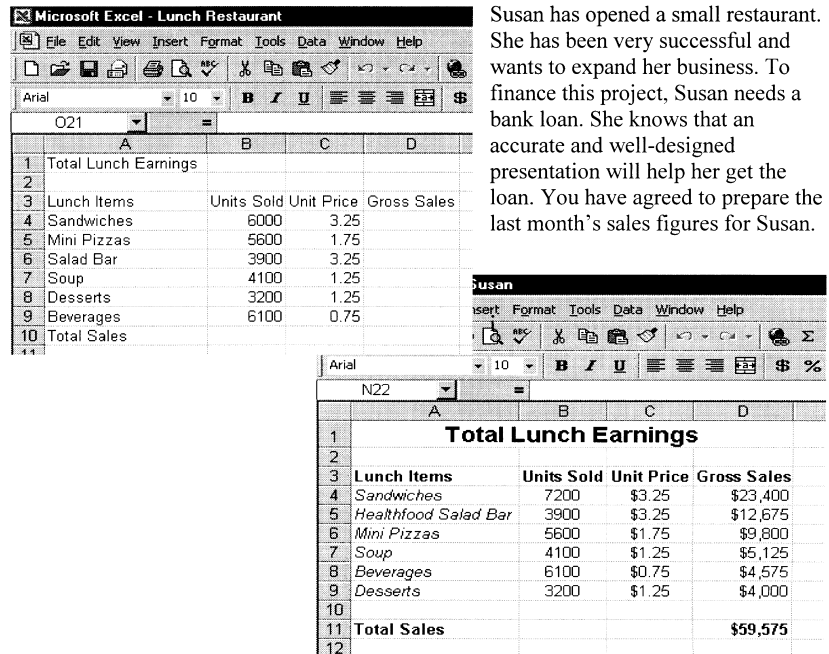 Microsoft Excel - Lunch Restaurant
File Edit View Insert Format Tools Data Window Help
ABC
Arial 10 B I U a $
O21 =
A B C D
1 Total Lunch Earnings
2
3 Lunch Items Units Sold Unit Price Gross Sales
4 Sandwiches 6000 3.25
5 Mini Pizzas 5600 1.75
6 Salad Bar 3900 3.25
7 Soup 4100 1.25
8 Desserts 3200 1.25
9 Beverages 6100 0.75
10 Total Sales
11
Susan has opened a small restaurant.
She has been very successful and
wants to expand her business. To
finance this project, Susan needs a
bank loan. She knows that an
accurate and well-designed
presentation will help her get the
loan. You have agreed to prepare the
last month’s sales figures for Susan.
Susan
nsert Format Tools Data Window Help
ABC Σ
Arial 10 B I U a $ %
N22 =
A B C D
1 Total Lunch Earnings
2
3 Lunch Items Units Sold Unit Price Gross Sales
4 Sandwiches 7200 $3.25 $23,400
5 Healthfood Salad Bar 3900 $3.25 $12,675
6 Mini Pizzas 5600 $1.75 $9,800
7 Soup 4100 $1.25 $5,125
8 Beverages 6100 $0.75 $4,575
9 Desserts 3200 $1.25 $4,000
10
11 Total Sales $59,575
12